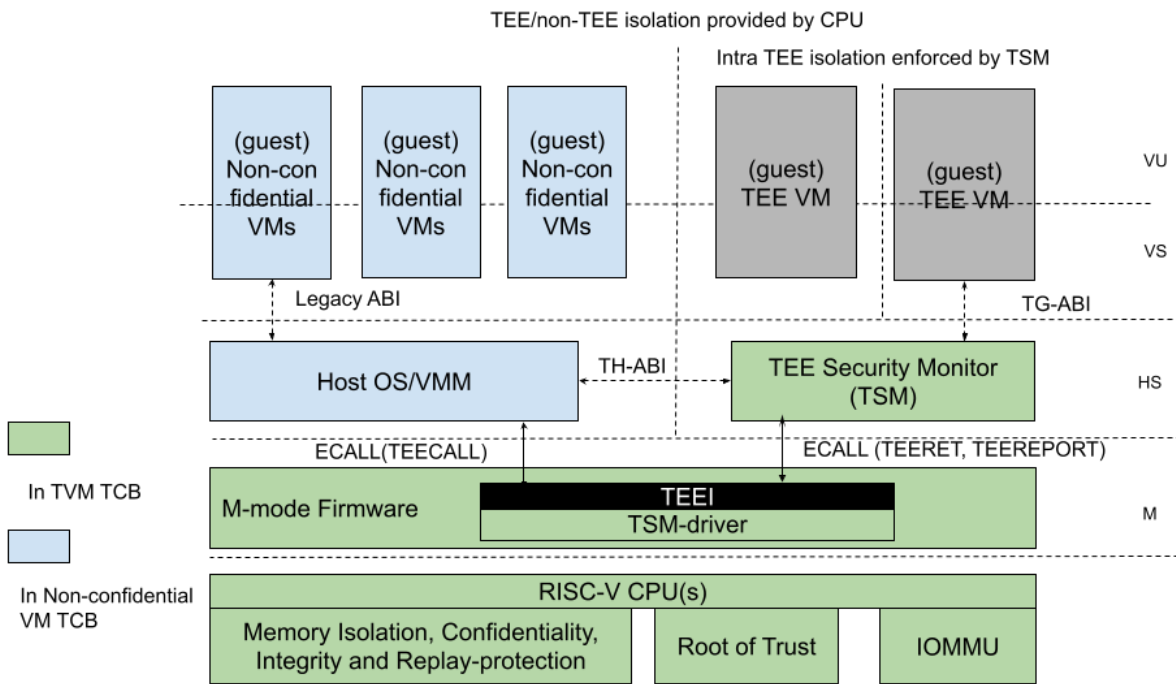 TEE/non-TEE isolation provided by CPU
Intra TEE isolation enforced by TSM
(guest)
Non-con
fidential
VMs
(guest)
Non-con
fidential
VMs
(guest)
Non-con
fidential
VMs
(guest)
TEE VM
(guest)
TEE VM
VU
VS
Legacy ABI
TG-ABI
Host OS/VMM
TH-ABI
TEE Security Monitor
(TSM)
HS
ECALL(TEECALL)
ECALL (TEERET, TEEREPORT)
In TVM TCB
M-mode Firmware
TEEI
TSM-driver
M
In Non-confidential
VM TCB
RISC-V CPU(s)
Memory Isolation, Confidentiality,
Integrity and Replay-protection
Root of Trust
IOMMU